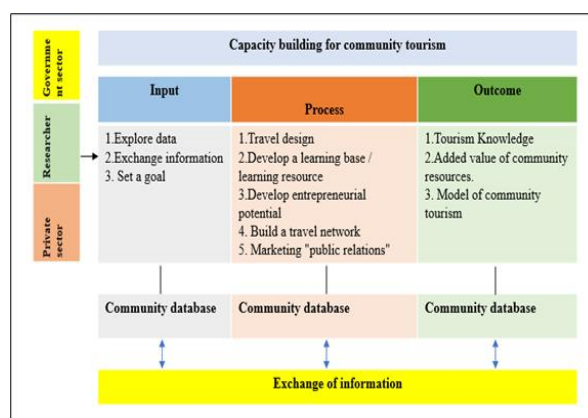 Governme
nt sector
Researcher
Private
sector
Capacity building for community tourism
Input
Process
Outcome
1.Explore data
2.Exchange information
3. Set a goal
1.Travel design
2.Develop a learning base /
learning resource
3.Develop entrepreneurial
potential
4. Build a travel network
5. Marketing "public relations"
1.Tourism Knowledge
2.Added value of community
resources.
3. Model of community
tourism
Community database
Community database
Community database
Exchange of information